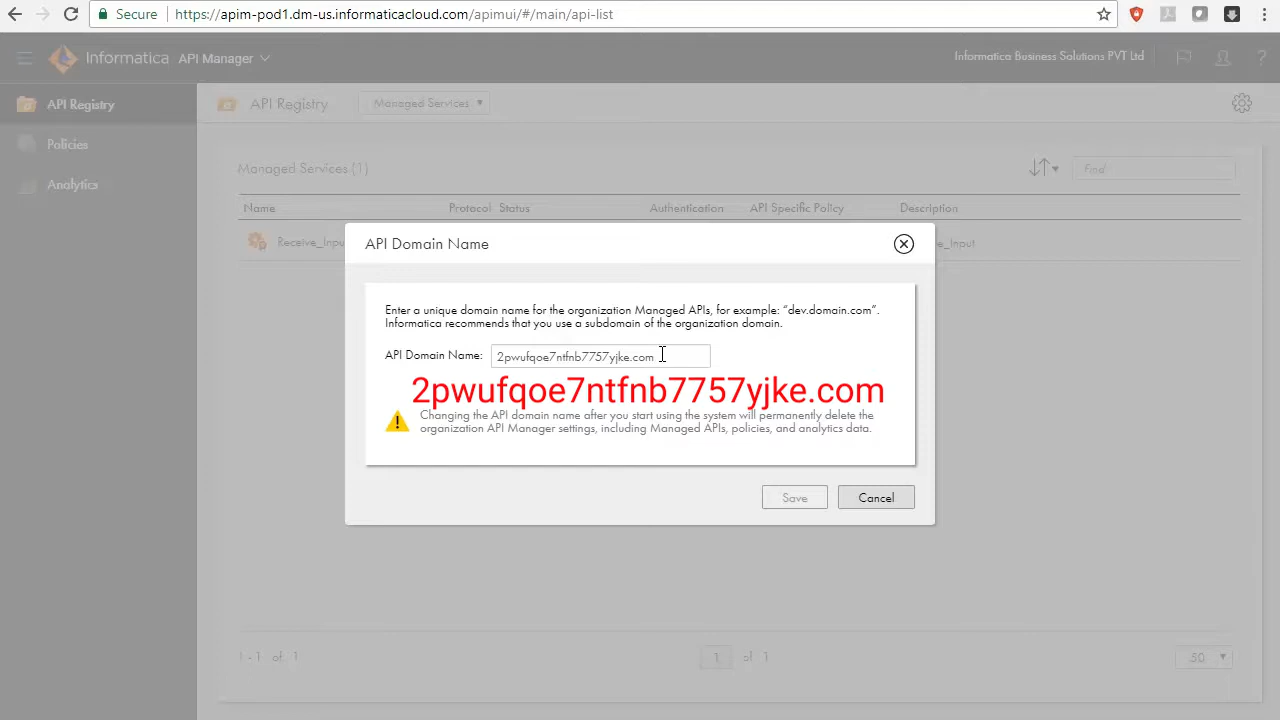 Secure https://apim-pod1.dm-us.informaticacloud.com/apimui/#/main/api-list
Informatica API Manager
Informatica Business Solutions PVT Ltd ?
API Registry
Policies
Analytics
API Registry Managed Services
Managed Services (1)
Find
Name Protocol Status Authentication API Specific Policy Description
Receive_Inpu e_Input
API Domain Name
Enter a unique domain name for the organization Managed APIs, for example: “dev.domain.com”.
Informatica recommends that you use a subdomain of the organization domain.
API Domain Name: 2pwufqoe7ntfnb7757yjke.com
2pwufqoe7ntfnb7757yjke.com
Changing the API domain name after you start using the system will permanently delete the
organization API Manager settings, including Managed APIs, policies, and analytics data.
Save Cancel
1 - 1 of 1 1 of 1 50